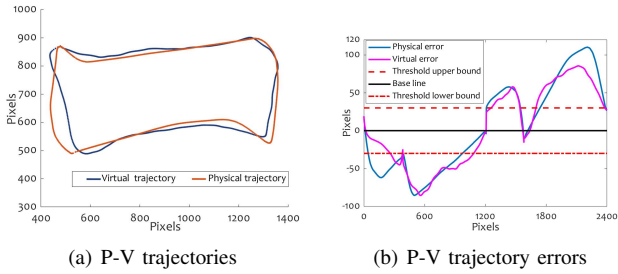 1000
900
800
700
600
500
400
300
Pixels
400 600 800 1000 1200 1400
Pixels
Virtual trajectory
Physical trajectory
(a) P-V trajectories
120
100
50
0
-50
-100
Pixels
0 600 1200 1800 2400
Pixels
Physical error
Virtual error
Threshold upper bound
Base line
Threshold lower bound
(b) P-V trajectory errors